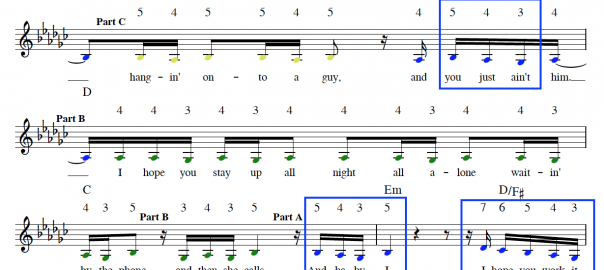 5 4 5 5 4 5 4 5 4 3 4
Part C
hang - in' on - to a guy, and you just ain't him.
D
Part B
4 4 3 4 3 4 4 4 3 4 4 3
I hope you stay up all night all a - lone wait - in'
C Em D/F♯
4 3 5 3 4 3 5 5 4 3 5 7 6 5 4 3
Part B Part A
by the phone and then she calls And ba - by I I hope you work it